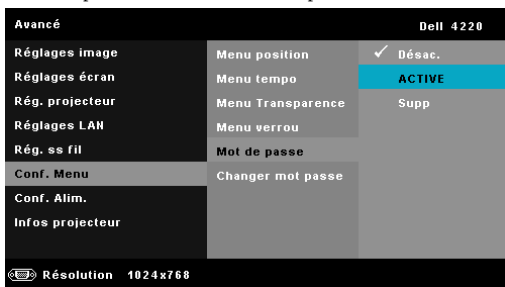 Avancé
Dell 4220
Réglages image
Réglages écran
Rég. projecteur
Réglages LAN
Rég. ss fil
Conf. Menu
Conf. Alim.
Infos projecteur
Menu position
Menu tempo
Menu Transparence
Menu verrou
Mot de passe
Changer mot passe
Désac.
ACTIVE
Supp
Résolution 1024x768